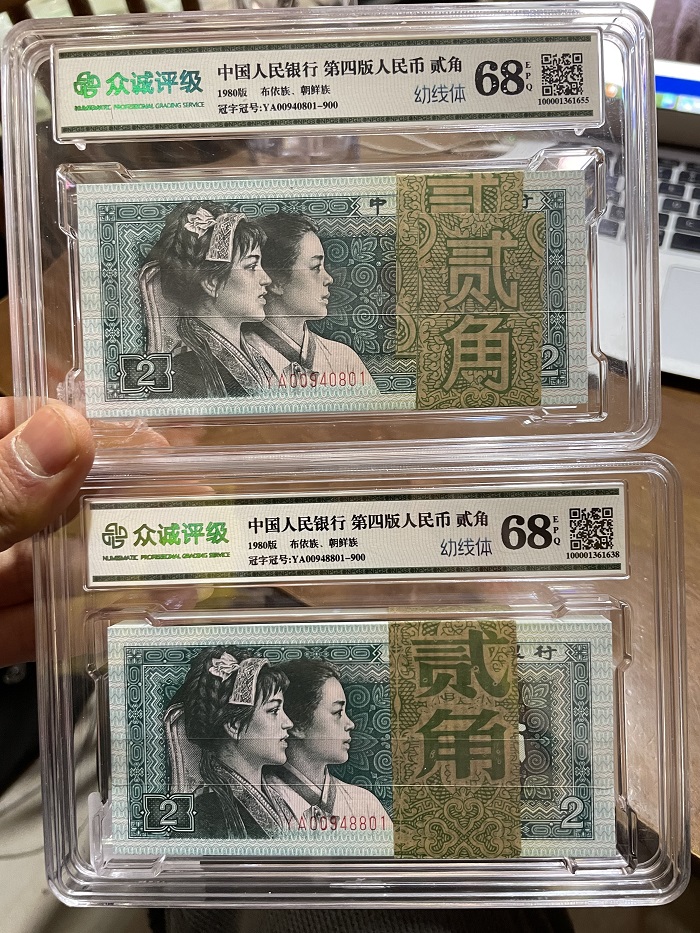 众诚评级
NUMISMATIC PROFESSIONAL GRADING SERVICE
中国人民银行 第四版人民币 贰角
1980版 布依族、朝鲜族
冠字冠号:YA00940801-900
幼线体
68
EPQ
100001361655
中
行
贰角
2
YA00940801
2
众诚评级
NUMISMATIC PROFESSIONAL GRADING SERVICE
中国人民银行 第四版人民币 贰角
1980版 布依族、朝鲜族
冠字冠号:YA00948801-900
幼线体
68
EPQ
100001361638
行
贰角
2
YA00948801
2